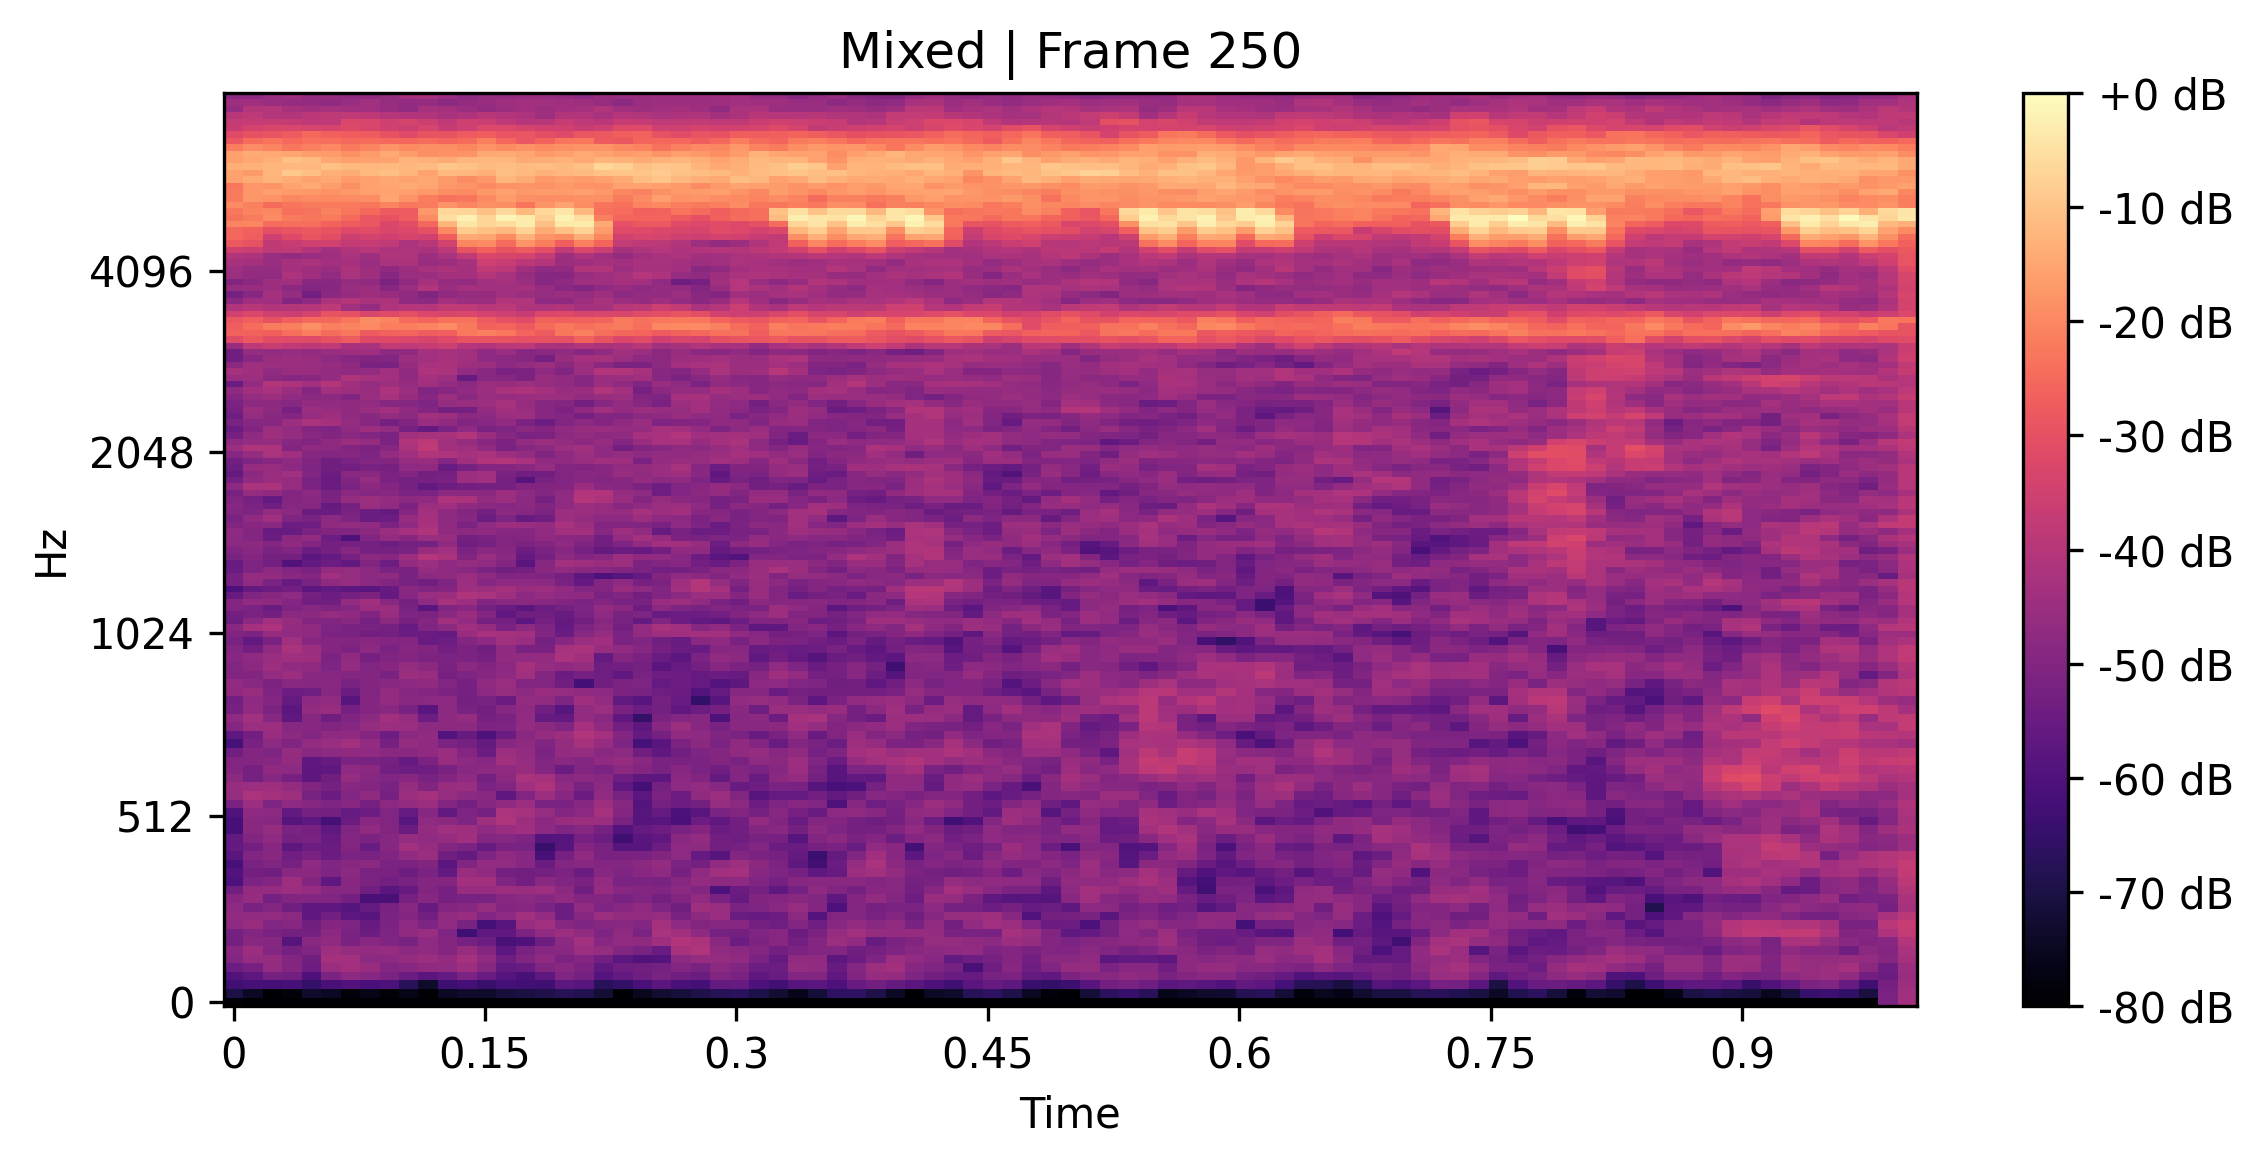 Mixed | Frame 250
Hz
4096
2048
1024
512
0
0 0.15 0.3 0.45 0.6 0.75 0.9
Time
+0 dB
-10 dB
-20 dB
-30 dB
-40 dB
-50 dB
-60 dB
-70 dB
-80 dB